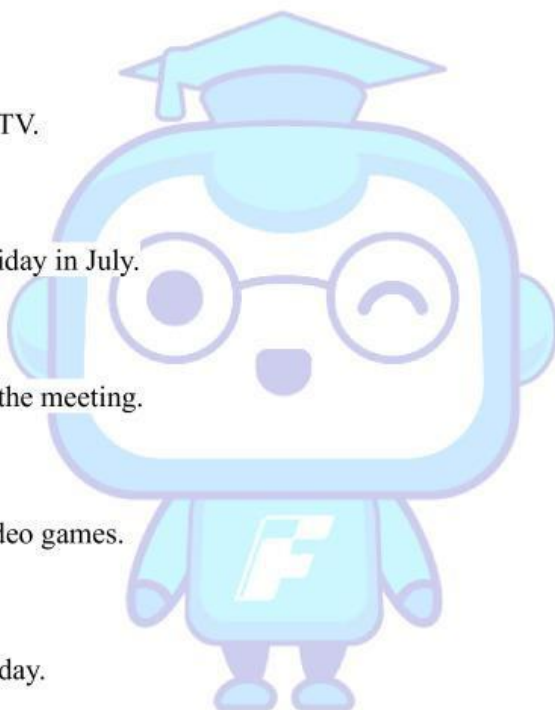 TV.
iday in July.
the meeting.
deo games.
day.
F